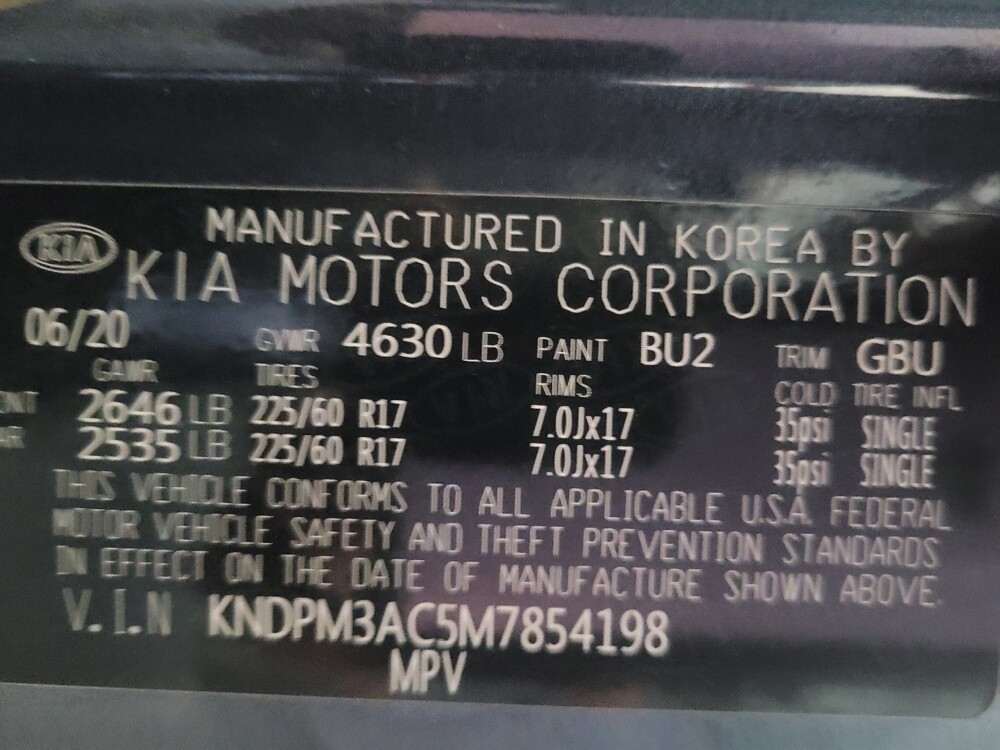 MANUFACTURED IN KOREA BY
KIA KIA MOTORS CORPORATION
06/20 GVWR 4630 LB PAINT BU2 TRIM GBU
GAWR TIRES RIMS COLD TIRE INFL
NT 2646 LB 225/60 R17 7.0Jx17 35psi SINGLE
AR 2535 LB 225/60 R17 7.0Jx17 35psi SINGLE
THIS VEHICLE CONFORMS TO ALL APPLICABLE U.S.A. FEDERAL
MOTOR VEHICLE SAFETY AND THEFT PREVENTION STANDARDS
IN EFFECT ON THE DATE OF MANUFACTURE SHOWN ABOVE.
V.I.N KNDPM3AC5M7854198
MPV